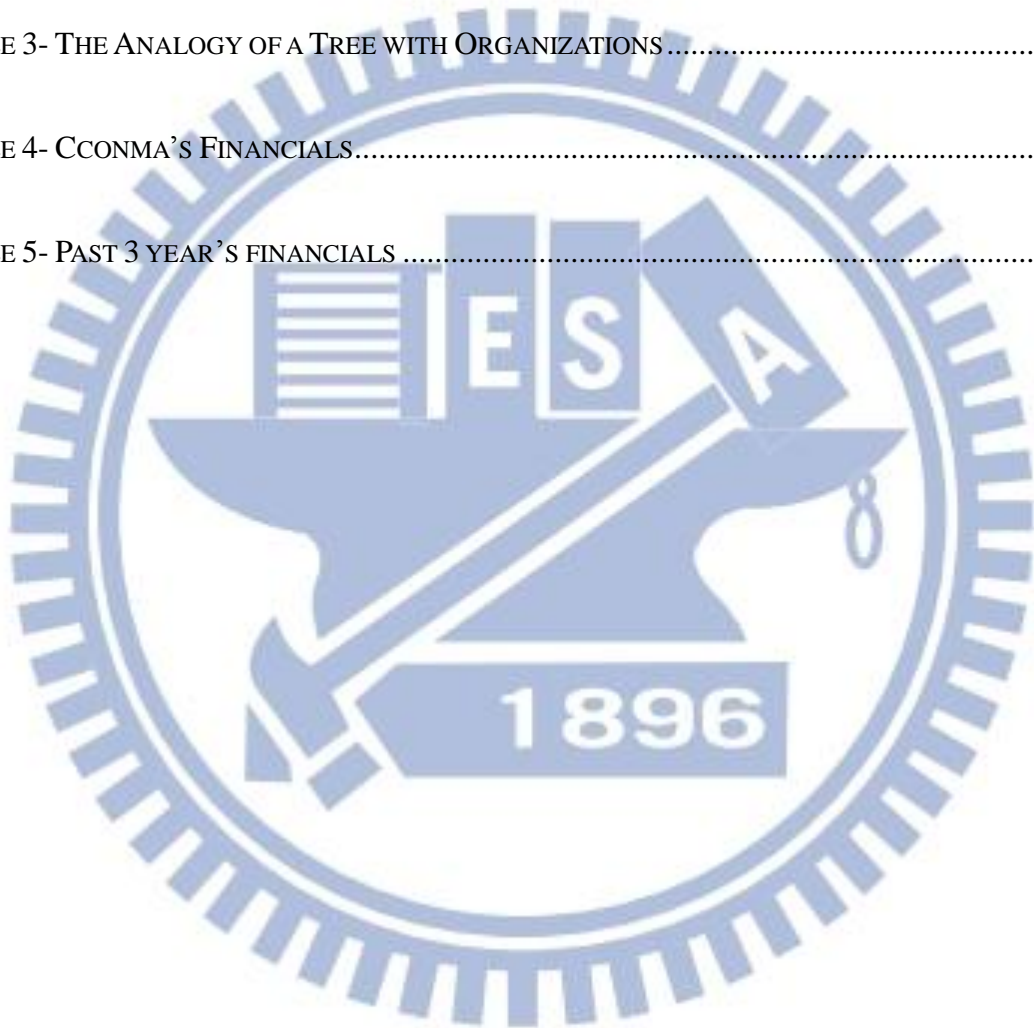 E 3- THE ANALOGY OF A TREE WITH ORGANIZATIONS........................................
E 4- CCONMA'S FINANCIALS........................................
E 5- PAST 3 YEAR'S FINANCIALS ........................................
E S A
1896